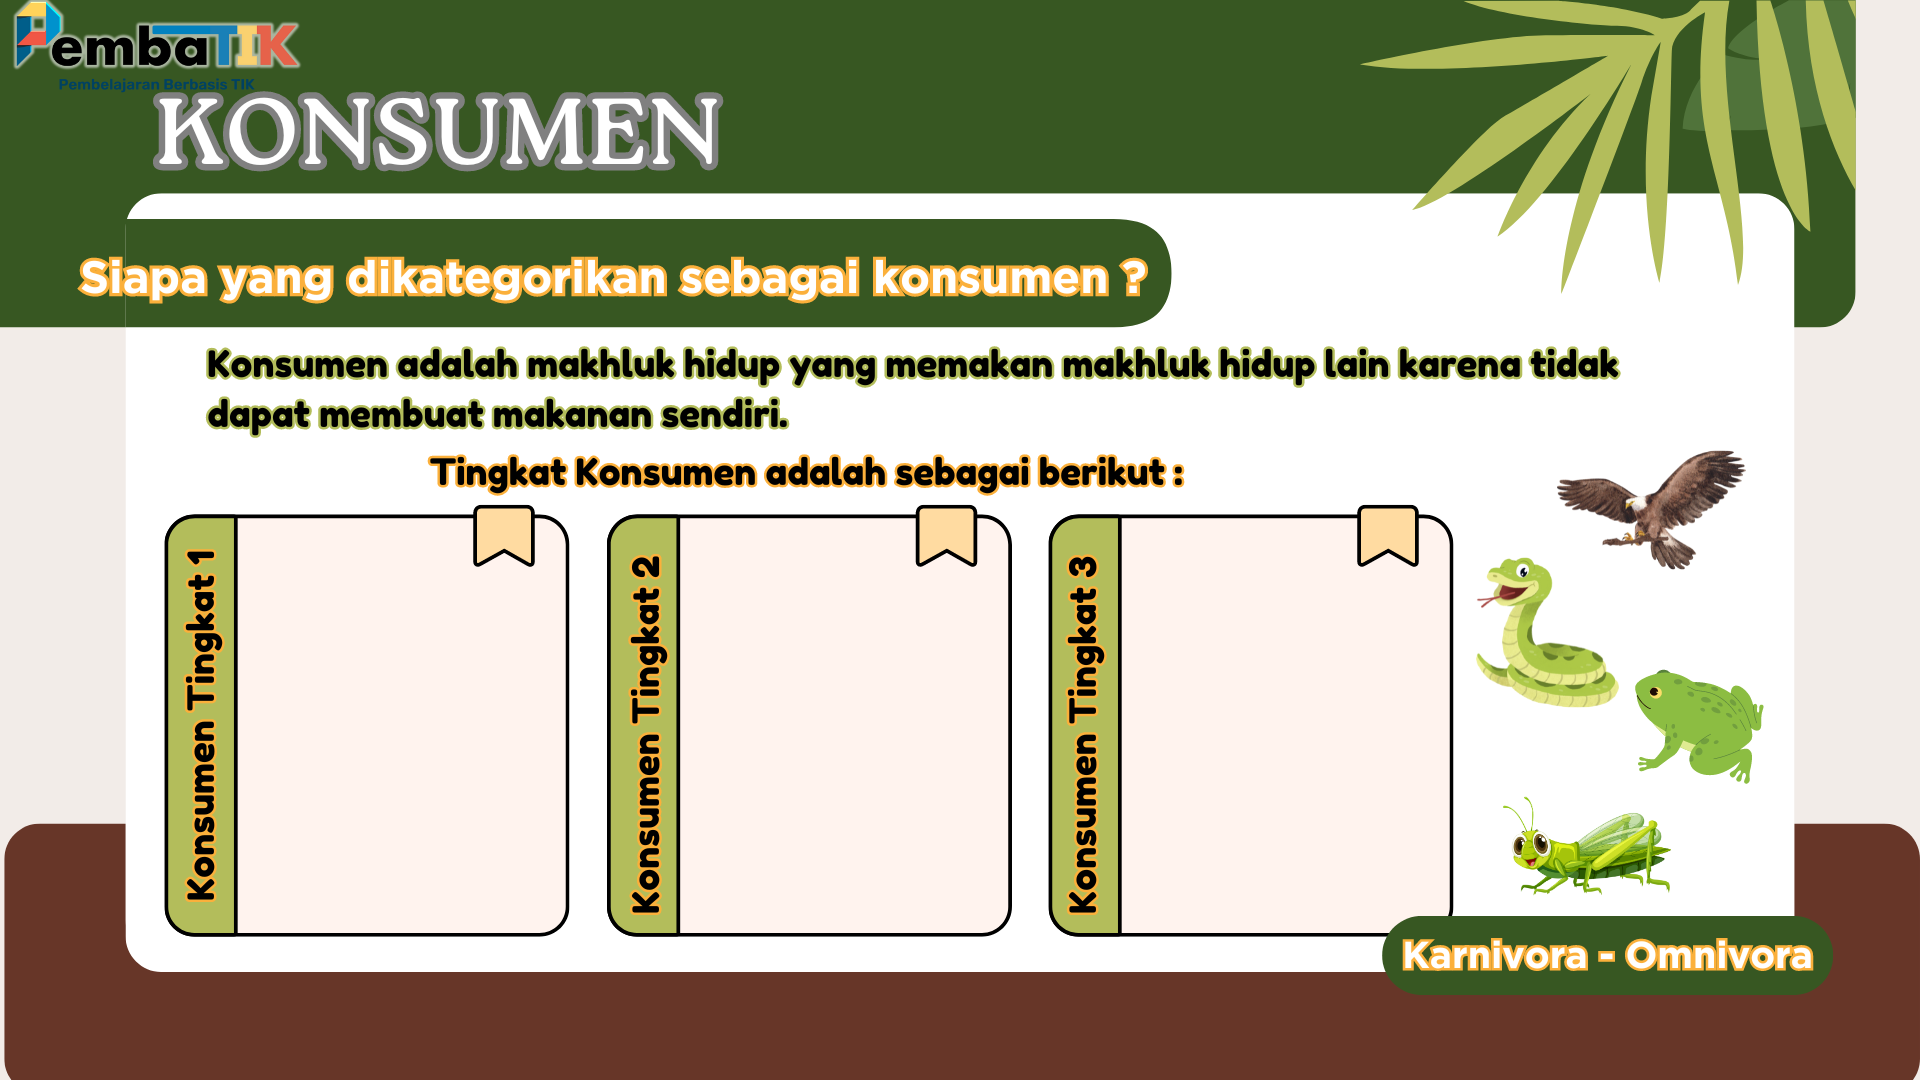 PembaTIK
Pembelajaran Berbasis TIK
KONSUMEN
Siapa yang dikategorikan sebagai konsumen ?
Konsumen adalah makhluk hidup yang memakan makhluk hidup lain karena tidak
dapat membuat makanan sendiri.
Tingkat Konsumen adalah sebagai berikut :
Konsumen Tingkat 1
Konsumen Tingkat 2
Konsumen Tingkat 3
Karnivora - Omnivora